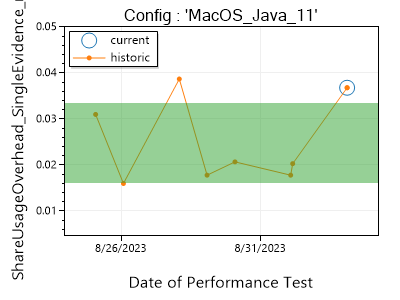 Config : 'MacOS_Java_11'
current
historic
0.05
0.04
0.03
0.02
0.01
8/26/2023
8/31/2023
Date of Performance Test
ShareUsageOverhead_SingleEvidence_